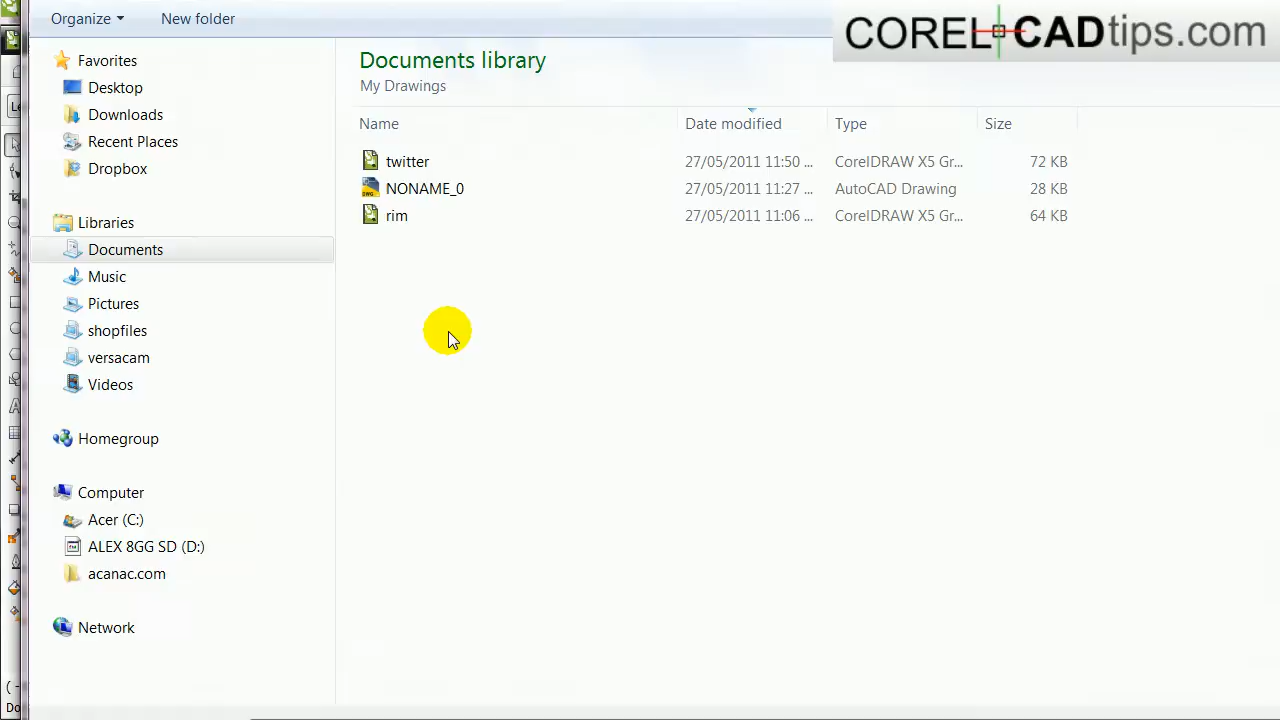 Organize New folder
COREL CADtips.com
Favorites
Desktop
Downloads
Recent Places
Dropbox
Libraries
Documents
Music
Pictures
shopfiles
versacam
Videos
Homegroup
Computer
Acer (C:)
ALEX 8GG SD (D:)
acanac.com
Network
Documents library
My Drawings
Name Date modified Type Size
twitter 27/05/2011 11:50 ... CorelDRAW X5 Gr... 72 KB
NONAME_0 27/05/2011 11:27 ... AutoCAD Drawing 28 KB
rim 27/05/2011 11:06 ... CorelDRAW X5 Gr... 64 KB